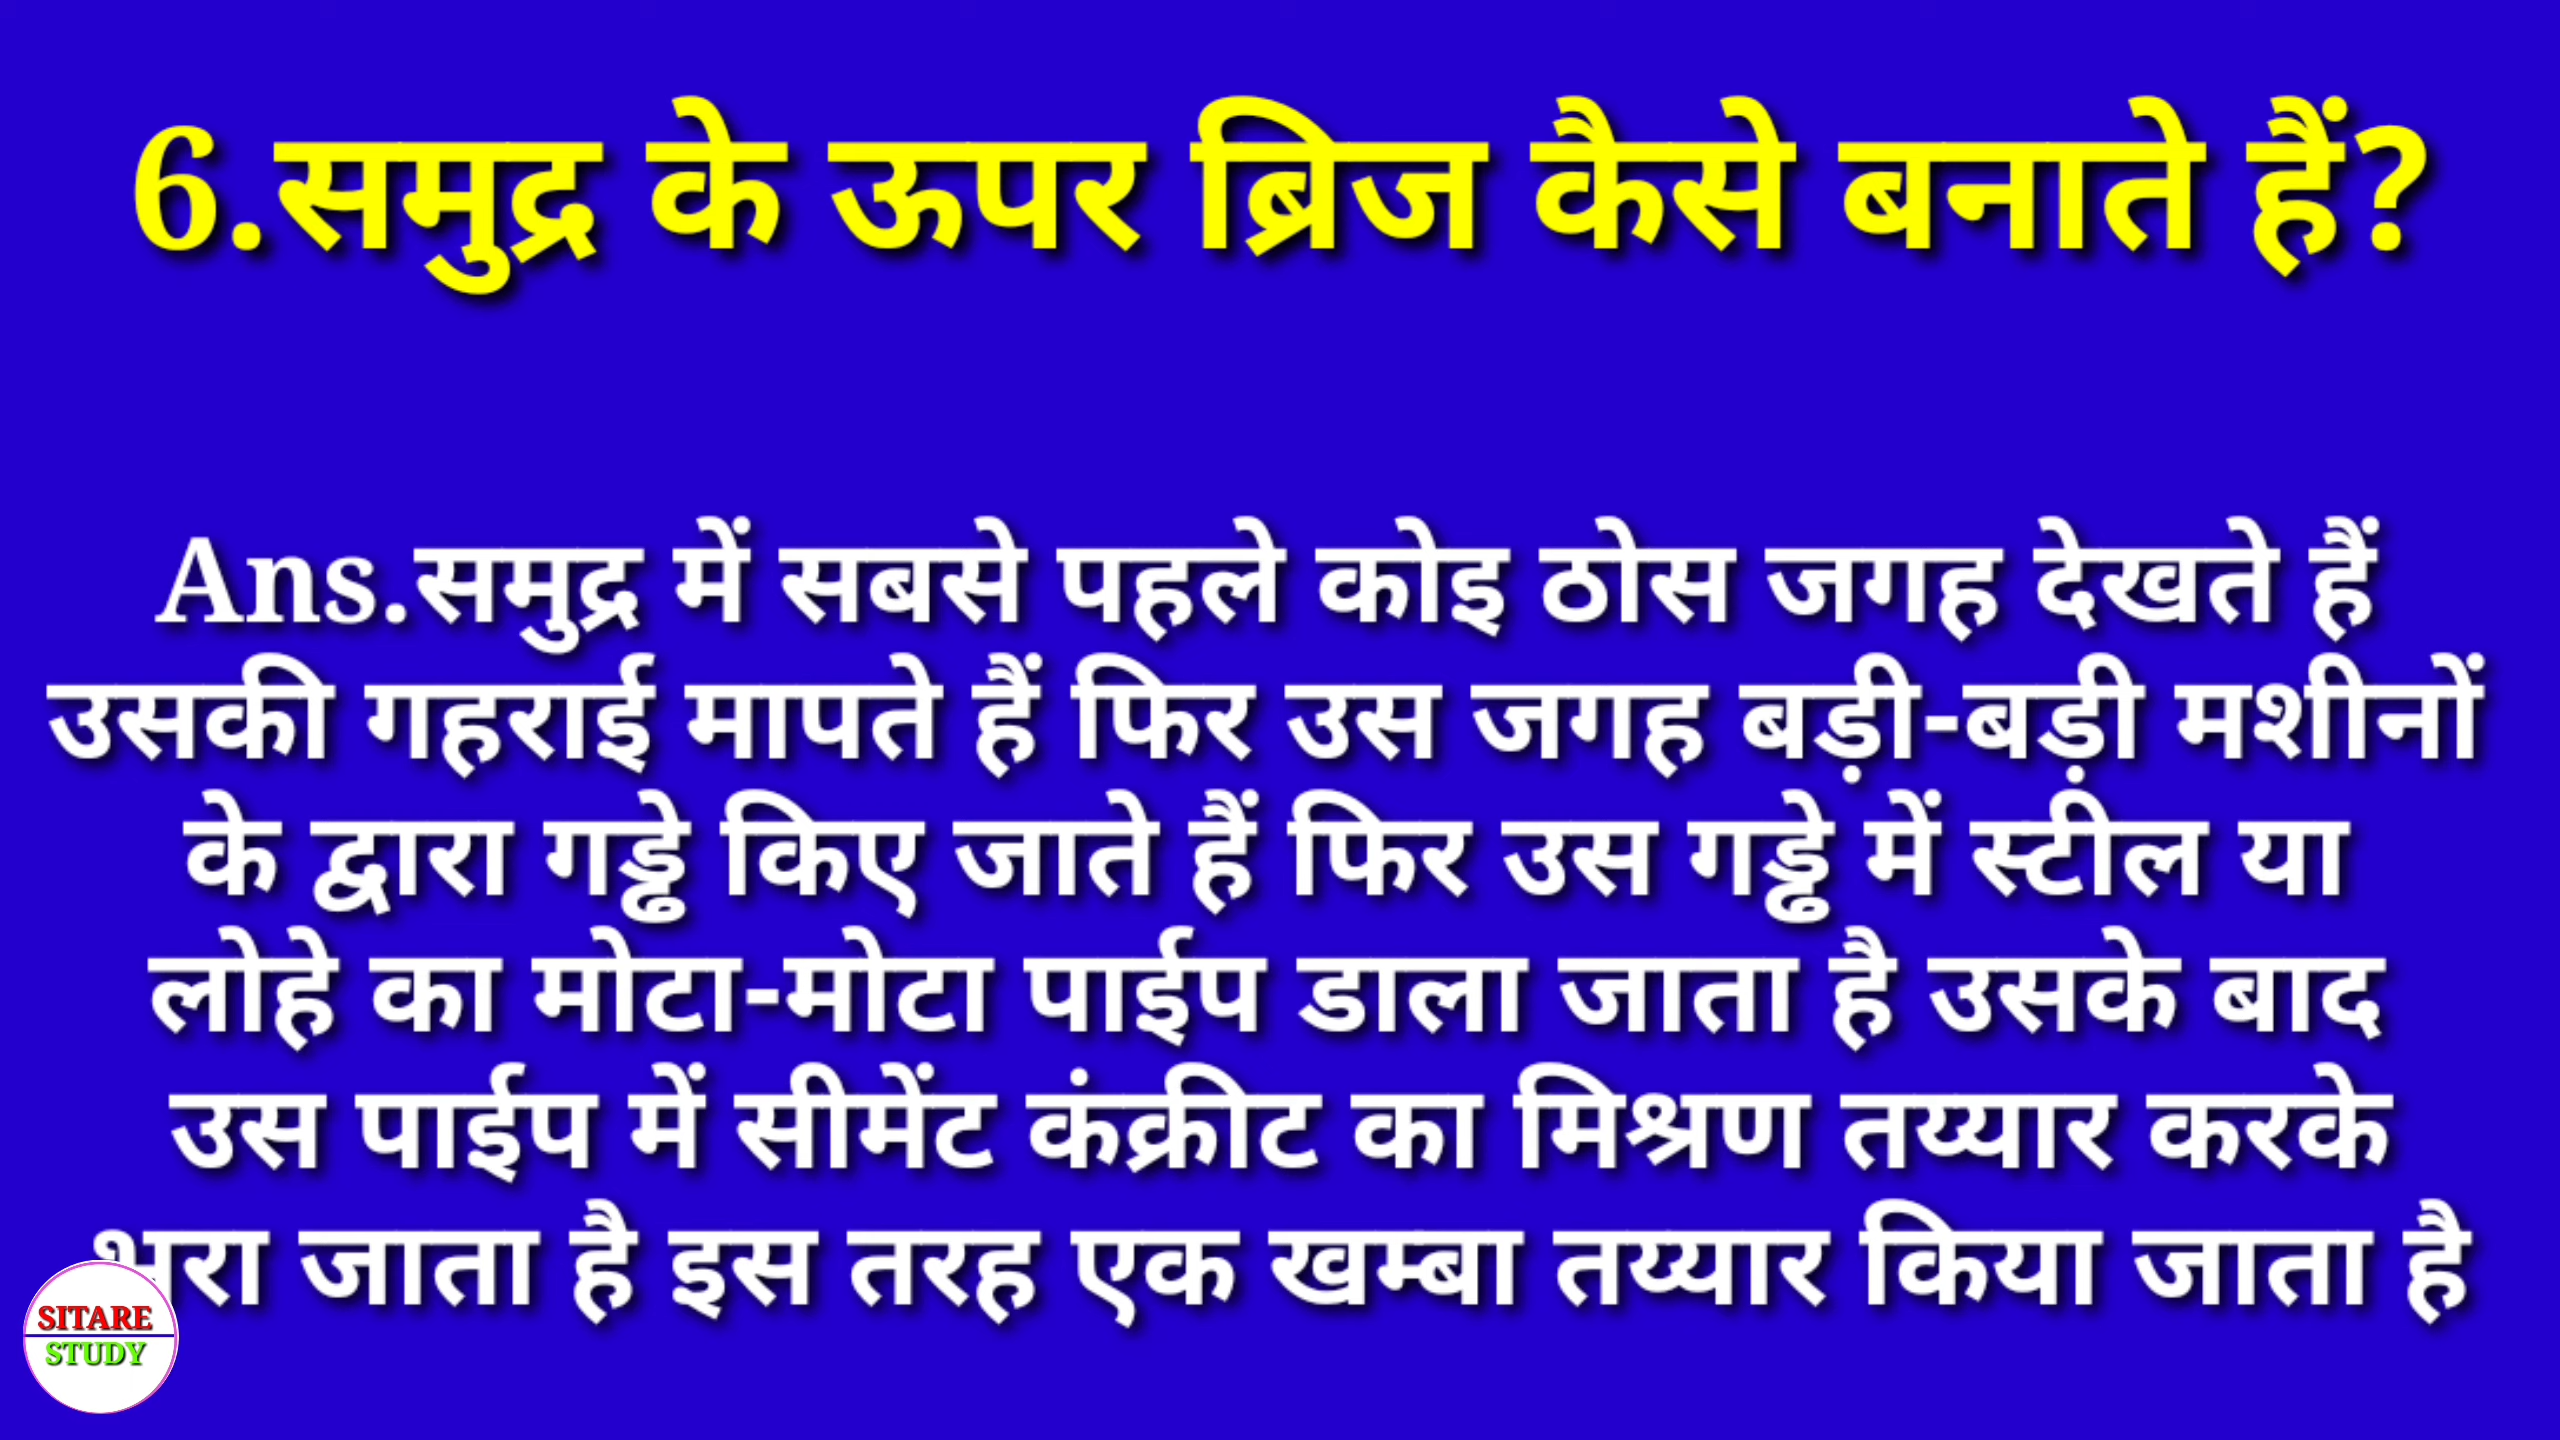 6.समुद्र के ऊपर ब्रिज कैसे बनाते हैं?
Ans.समुद्र में सबसे पहले कोइ ठोस जगह देखते हैं
उसकी गहराई मापते हैं फिर उस जगह बड़ी-बड़ी मशीनों
के द्वारा गड्ढे किए जाते हैं फिर उस गड्ढे में स्टील या
लोहे का मोटा-मोटा पाईप डाला जाता है उसके बाद
उस पाईप में सीमेंट कंक्रीट का मिश्रण तय्यार करके
भरा जाता है इस तरह एक खम्बा तय्यार किया जाता है
SITARE
STUDY